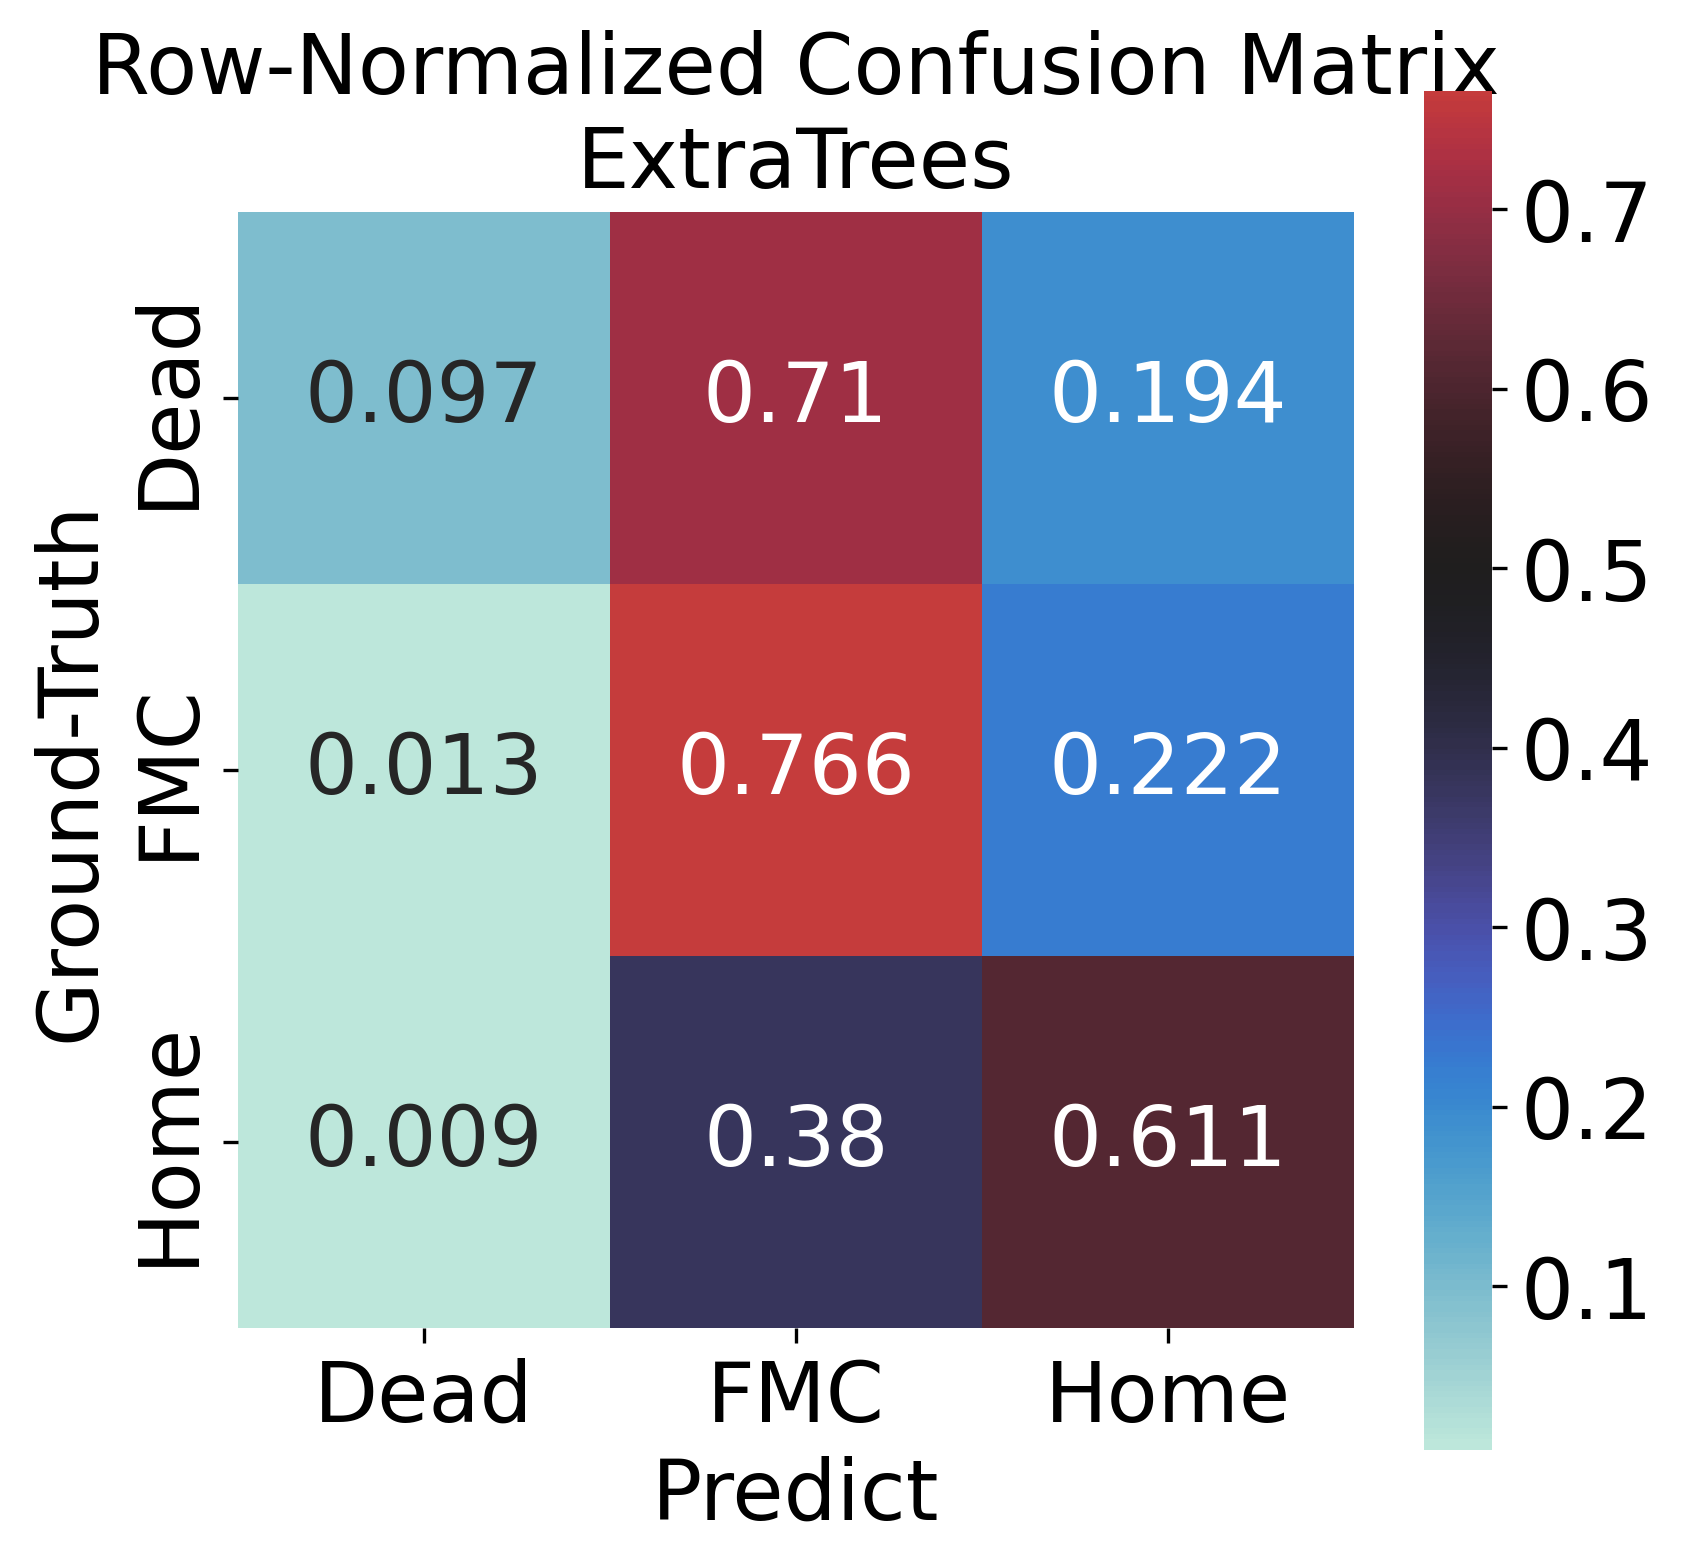 Row-Normalized Confusion Matrix
ExtraTrees
Ground-Truth
Dead
0.097 0.71 0.194
FMC
0.013 0.766 0.222
Home
0.009 0.38 0.611
Dead FMC Home
Predict
0.7
0.6
0.5
0.4
0.3
0.2
0.1